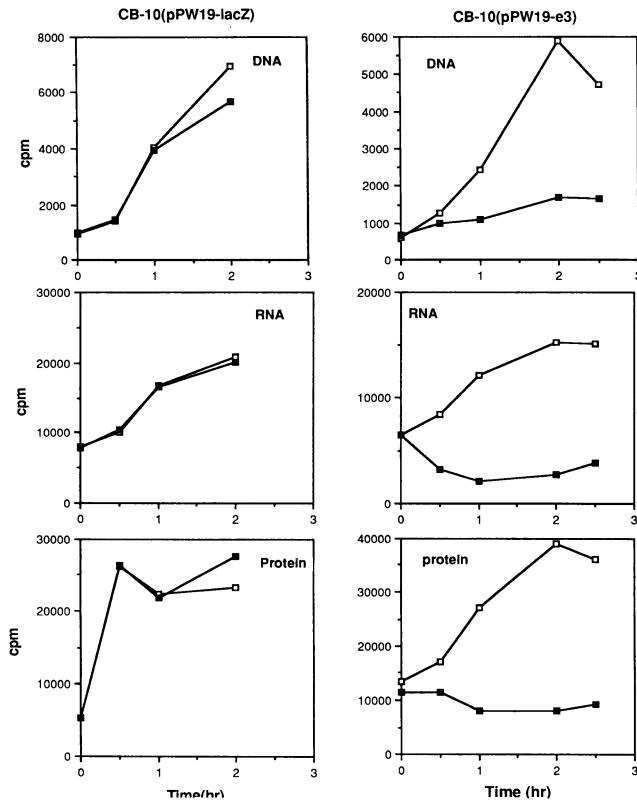 CB-10(pPW19-lacZ)
CB-10(pPW19-e3)
8000
6000
4000
2000
0
cpm
DNA
0 1 2 3
6000
5000
4000
3000
2000
1000
0
DNA
0 1 2 3
30000
20000
10000
0
cpm
RNA
0 1 2 3
20000
10000
0
RNA
0 1 2 3
30000
20000
10000
0
cpm
Protein
0 1 2 3
Time(hr)
40000
30000
20000
10000
0
protein
0 1 2 3
Time (hr)